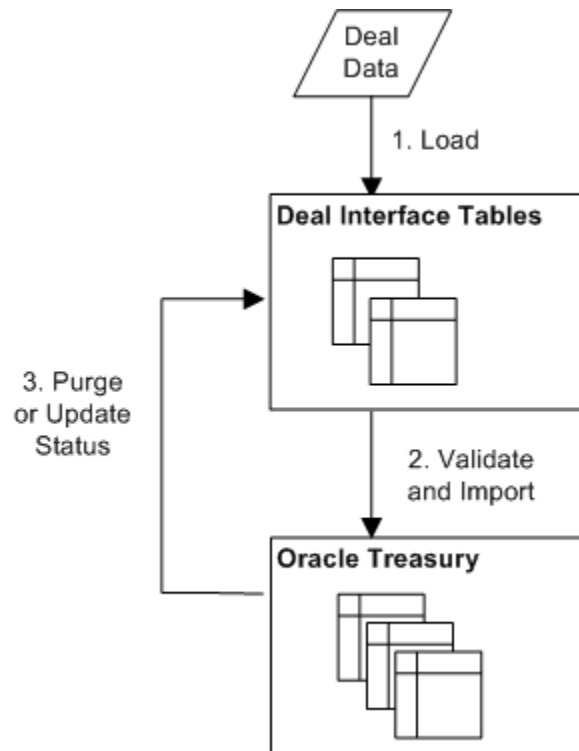 Deal
Data
1. Load
Deal Interface Tables
3. Purge
or Update
Status
2. Validate
and Import
Oracle Treasury